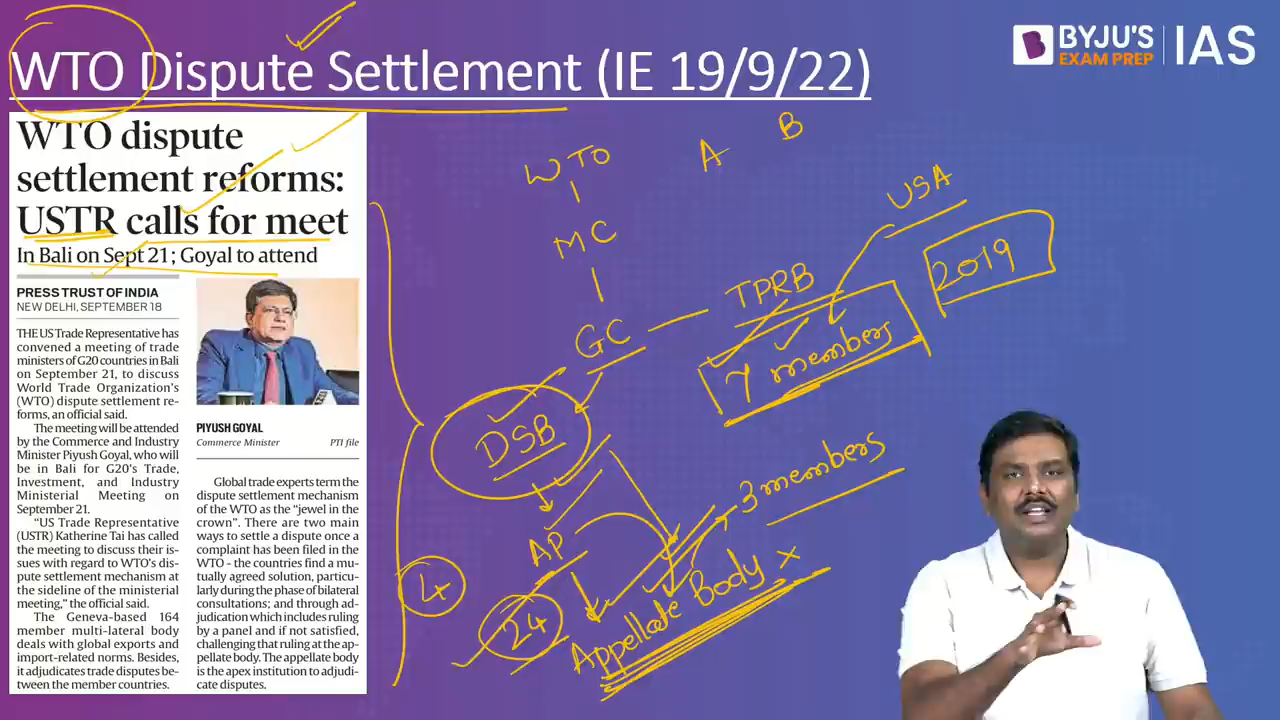 WTO Dispute Settlement (IE 19/9/22)
BYJU'S
EXAM PREP
IAS
WTO dispute
settlement reforms:
USTR calls for meet
In Bali on Sept 21; Goyal to attend
PRESS TRUST OF INDIA
NEW DELHI, SEPTEMBER 18
THE US Trade Representative has
convened a meeting of trade
ministers of G20 countries in Bali
on September 21, to discuss
World Trade Organization's
(WTO) dispute settlement re-
forms, an official said.
The meeting will be attended
by the Commerce and Industry
Minister Piyush Goyal, who will
be in Bali for G20's Trade,
Investment, and Industry
Ministerial Meeting on
September 21.
"US Trade Representative
(USTR) Katherine Tai has called
the meeting to discuss their is-
sues with regard to WTO's dis-
pute settlement mechanism at
the sideline of the ministerial
meeting," the official said.
The Geneva-based 164
member multi-lateral body
deals with global exports and
import-related norms. Besides,
it adjudicates trade disputes be-
tween the member countries.
PIYUSH GOYAL
Commerce Minister PTI file
Global trade experts term the
dispute settlement mechanism
of the WTO as the "jewel in the
crown". There are two main
ways to settle a dispute once a
complaint has been filed in the
WTO - the countries find a mu-
tually agreed solution, particu-
larly during the phase of bilateral
consultations; and through ad-
judication which includes ruling
by a panel and if not satisfied,
challenging that ruling at the ap-
pellate body. The appellate body
is the apex institution to adjudi-
cate disputes.
WTO
A
B
MC
USA
GC
TPRB
2019
7 members
DSB
3 members
AP
4
24
Appellate Body x